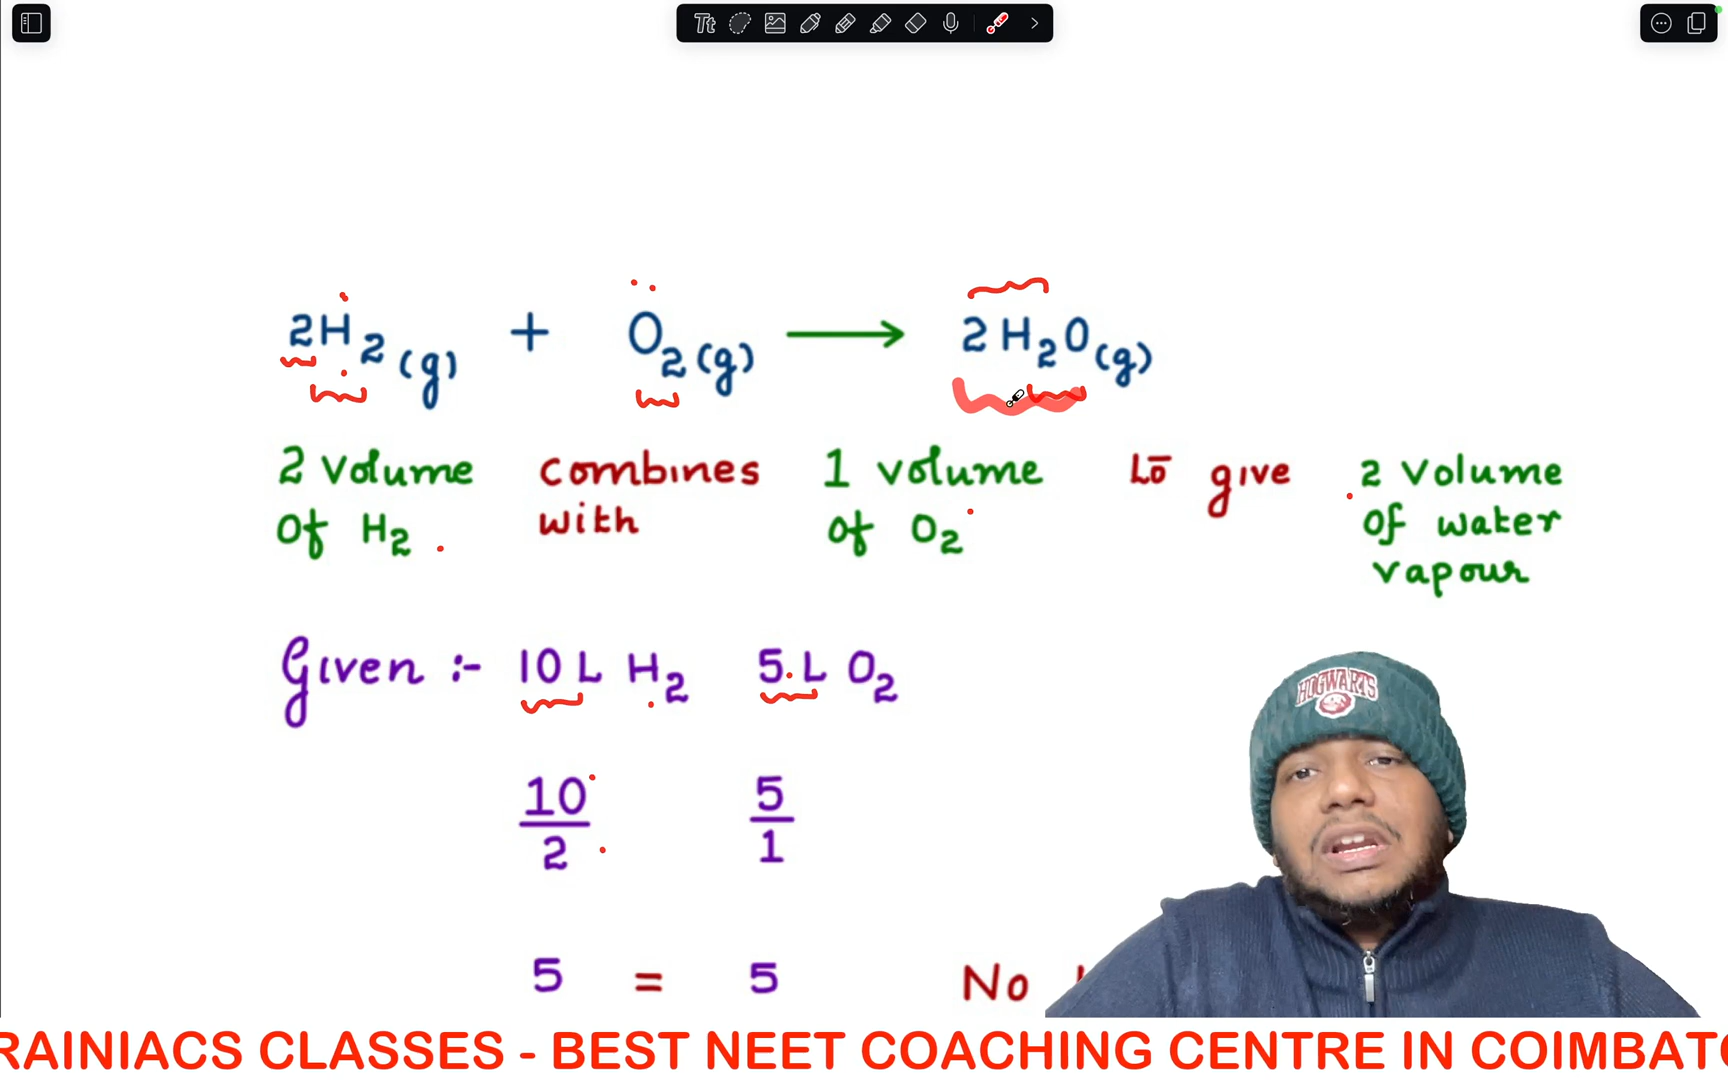 2H2(g) + O2(g) → 2H2O(g)
2 Volume of H2 combines with 1 volume of O2 to give 2 Volume of water vapour
Given :- 10 L H2 5 L O2
10/2 5/1
5 = 5 No
HOGWARTS
RAINIACS CLASSES - BEST NEET COACHING CENTRE IN COIMBAT